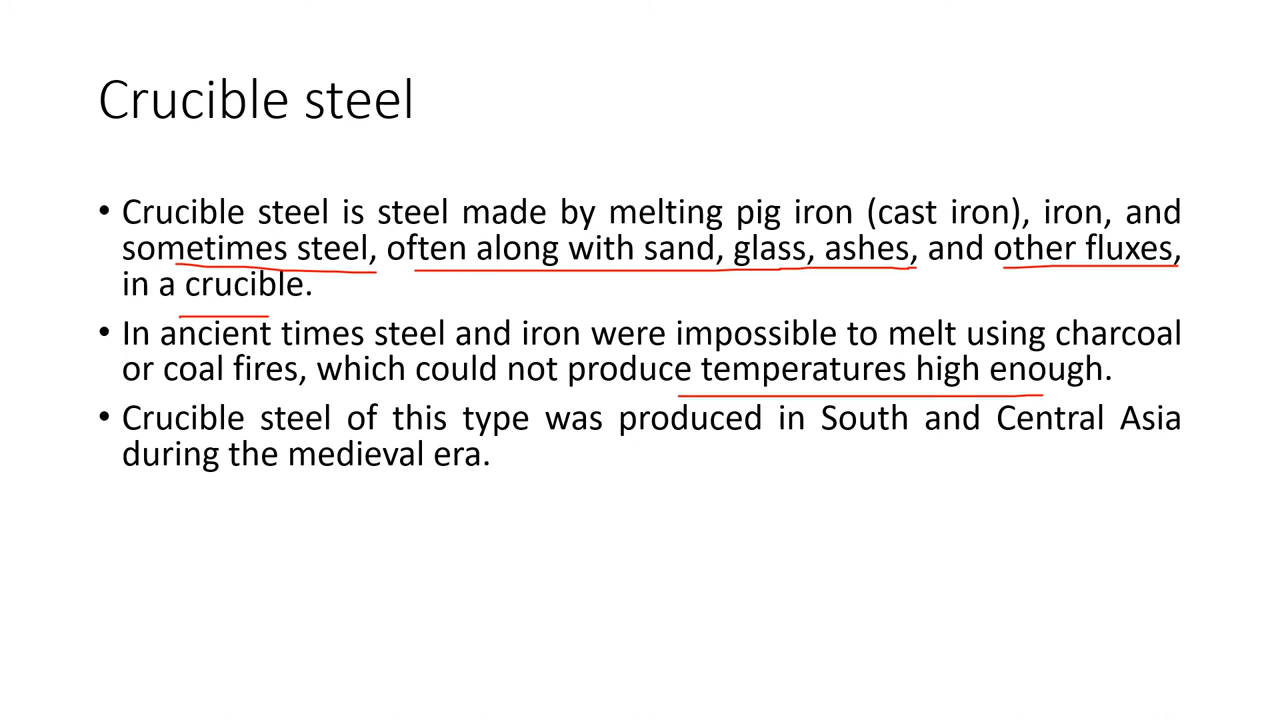 Crucible steel
• Crucible steel is steel made by melting pig iron (cast iron), iron, and
sometimes steel, often along with sand, glass, ashes, and other fluxes,
in a crucible.
• In ancient times steel and iron were impossible to melt using charcoal
or coal fires, which could not produce temperatures high enough.
• Crucible steel of this type was produced in South and Central Asia
during the medieval era.